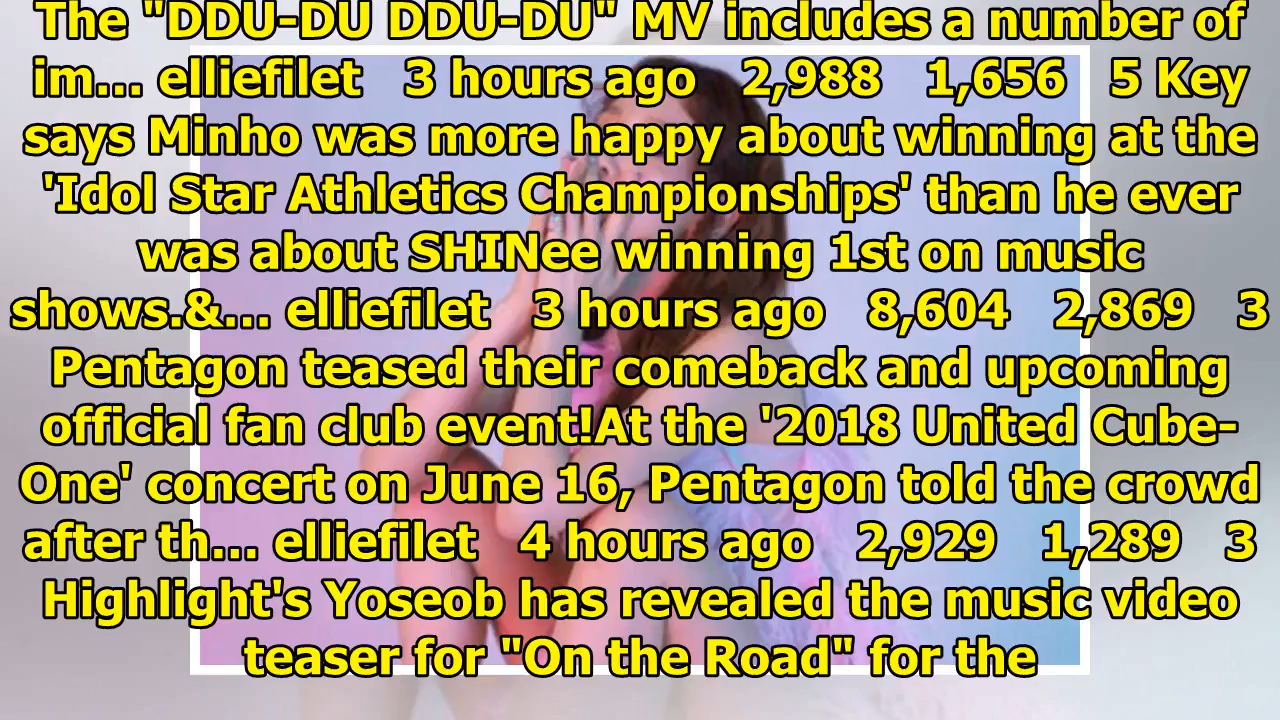 The "DDU-DU DDU-DU" MV includes a number of
im... elliefilet 3 hours ago 2,988 1,656 5 Key
says Minho was more happy about winning at the
'Idol Star Athletics Championships' than he ever
was about SHINee winning 1st on music
shows.&... elliefilet 3 hours ago 8,604 2,869 3
Pentagon teased their comeback and upcoming
official fan club event!At the '2018 United Cube-
One' concert on June 16, Pentagon told the crowd
after th... elliefilet 4 hours ago 2,929 1,289 3
Highlight's Yoseob has revealed the music video
teaser for "On the Road" for the